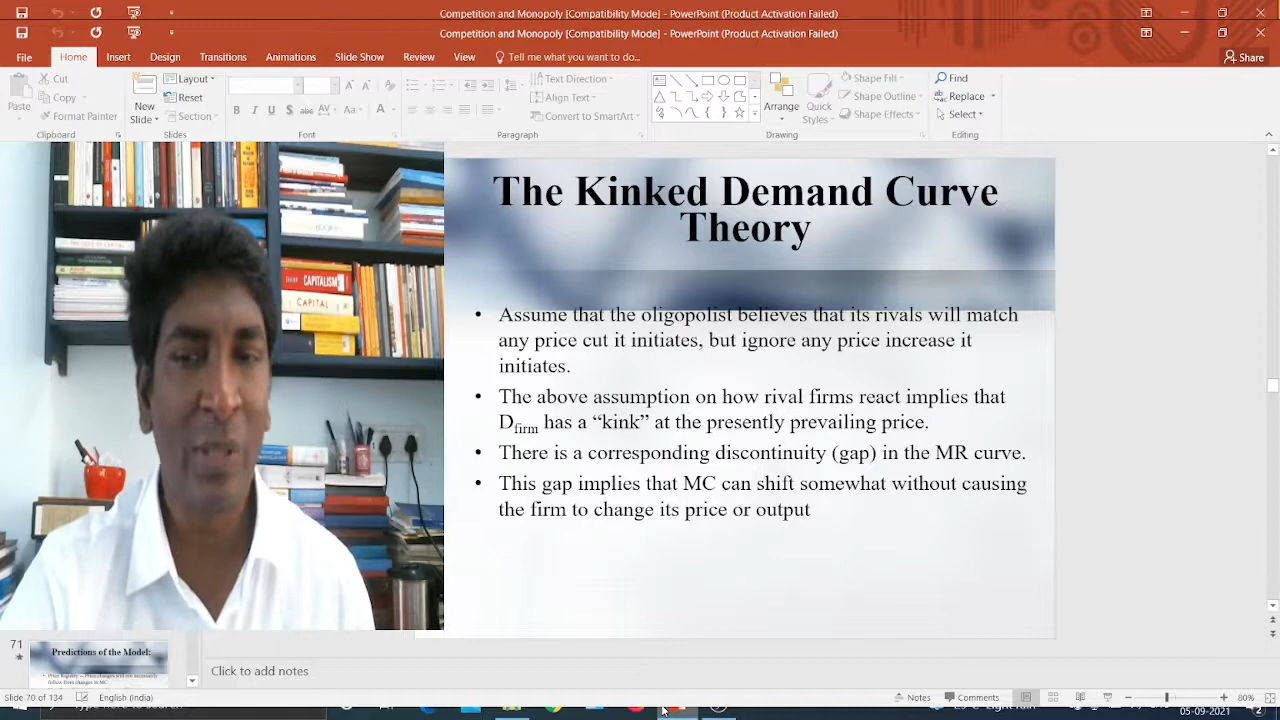 Competition and Monopoly [Compatibility Mode] - PowerPoint (Product Activation Failed)
Competition and Monopoly [Compatibility Mode] - PowerPoint (Product Activation Failed)
File Home Insert Design Transitions Animations Slide Show Review View Tell me what you want to do... Share
Paste
Cut
Copy
Format Painter
Clipboard
New
Slide
Layout
Reset
Section
Slides
B I U S abc AV Aa A
Font
Text Direction
Align Text
Convert to SmartArt
Paragraph
Arrange
Quick
Styles
Shape Fill
Shape Outline
Shape Effects
Drawing
Find
Replace
Select
Editing
CAPITALISM
CAPITAL
The Kinked Demand Curve
Theory
• Assume that the oligopolist believes that its rivals will match
any price cut it initiates, but ignore any price increase it
initiates.
• The above assumption on how rival firms react implies that
Dfirm has a “kink” at the presently prevailing price.
• There is a corresponding discontinuity (gap) in the MR curve.
• This gap implies that MC can shift somewhat without causing
the firm to change its price or output
71
Predictions of the Model:
Click to add notes
Slide 70 of 134 English (India) Notes Comments 80%
05-09-2021